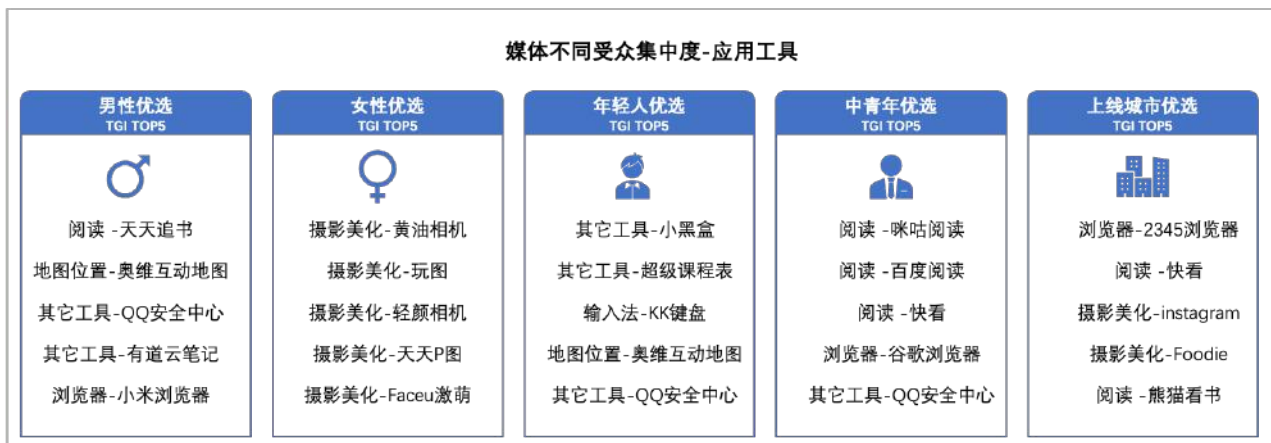 媒体不同受众集中度-应用工具
男性优选
TGI TOP5
阅读 -天天追书
地图位置-奥维互动地图
其它工具-QQ安全中心
其它工具-有道云笔记
浏览器-小米浏览器
女性优选
TGI TOP5
摄影美化-黄油相机
摄影美化-玩图
摄影美化-轻颜相机
摄影美化-天天P图
摄影美化-Faceu激萌
年轻人优选
TGI TOP5
其它工具-小黑盒
其它工具-超级课程表
输入法-KK键盘
地图位置-奥维互动地图
其它工具-QQ安全中心
中青年优选
TGI TOP5
阅读 -咪咕阅读
阅读 -百度阅读
阅读 -快看
浏览器-谷歌浏览器
其它工具-QQ安全中心
上线城市优选
TGI TOP5
浏览器-2345浏览器
阅读 -快看
摄影美化-instagram
摄影美化-Foodie
阅读 -熊猫看书